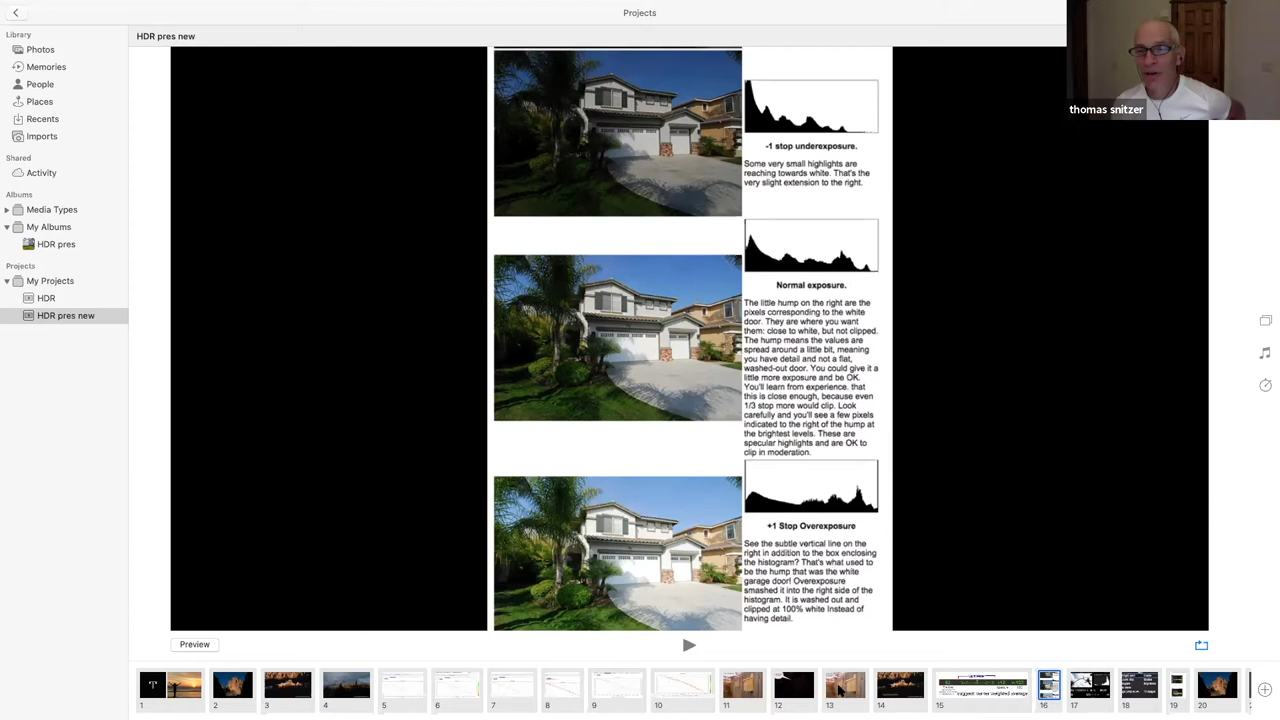 Projects
Library
Photos
Memories
People
Places
Recents
Imports
Shared
Activity
Albums
Media Types
My Albums
HDR pres
Projects
My Projects
HDR
HDR pres new
HDR pres new
thomas snitzer
-1 stop underexposure.
Some very small highlights are
reaching towards white. That's the
very slight extension to the right.
Normal exposure.
The little hump on the right are the
pixels corresponding to the white
door. They are where you want
them: close to white, but not clipped.
The hump means the values are
spread around a little bit, meaning
you have detail and not a flat,
washed-out door. You could give it a
little more exposure and be OK.
You'll learn from experience. that
this is close enough, because even
1/3 stop more would clip. Look
carefully and you'll see a few pixels
indicated to the right of the hump at
the brightest levels. These are
specular highlights and are OK to
clip in moderation.
+1 Stop Overexposure
See the subtle vertical line on the
right in addition to the box enclosing
the histogram? That's what used to
be the hump that was the white
garage door! Overexposure
smashed it into the right side of the
histogram. It is washed out and
clipped at 100% white Instead of
having detail.
Preview
T
1
2
3
4
5
6
7
8
9
10
11
12
13
14
15
16
17
18
19
20